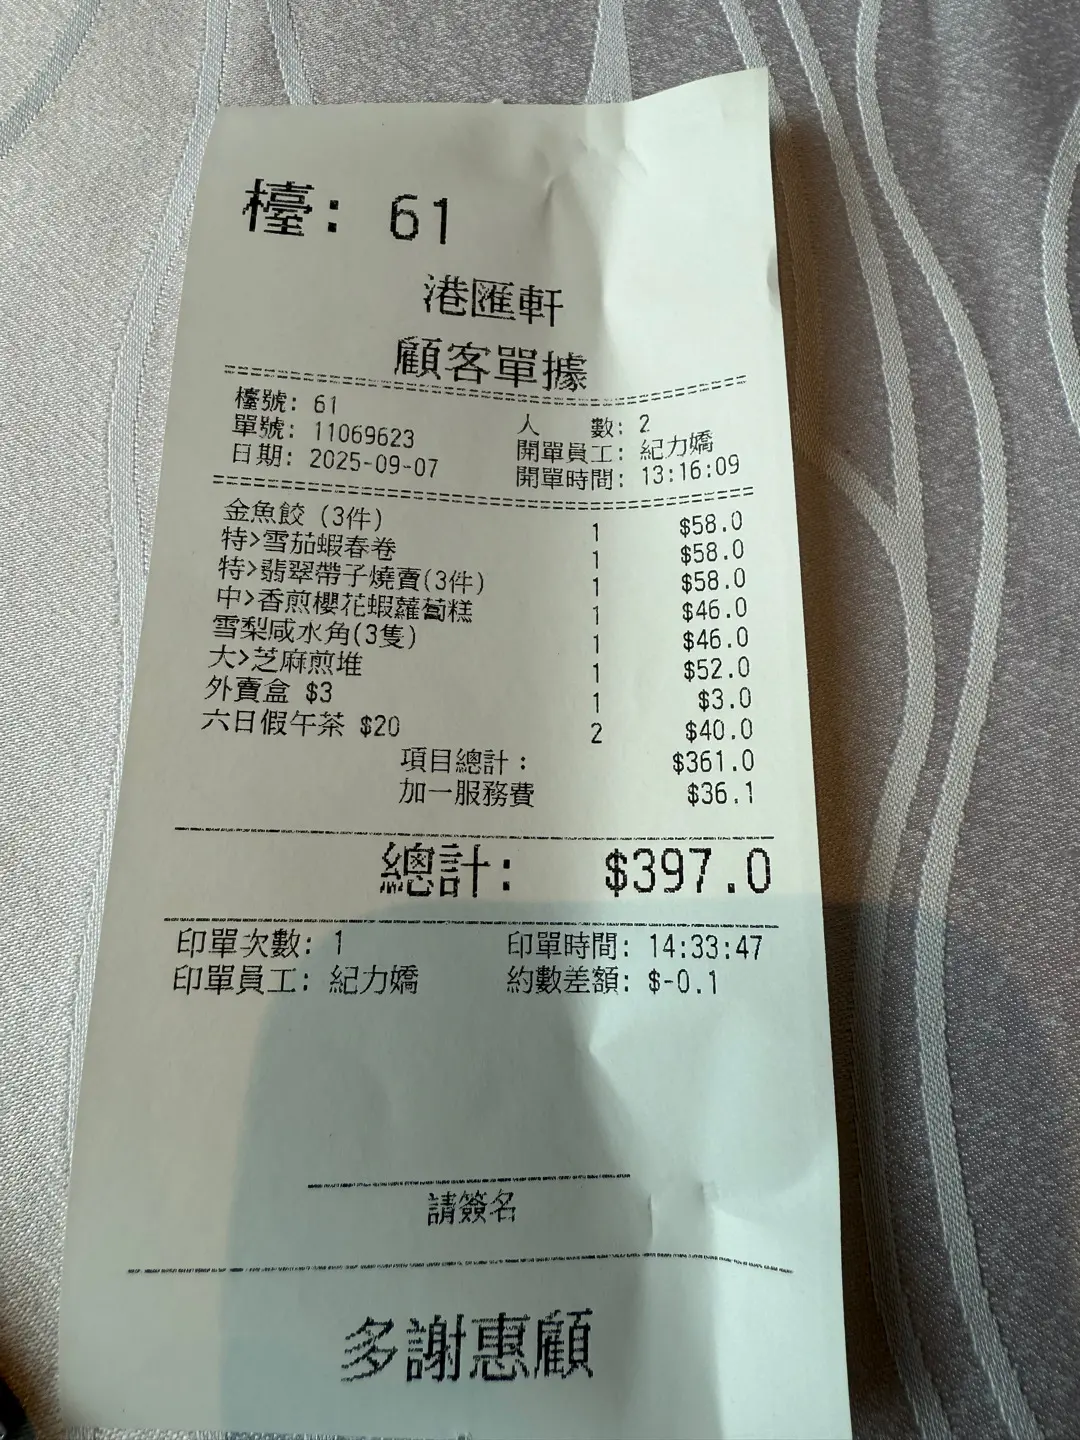 檯: 61
港匯軒
顧客單據
檯號: 61 人 數: 2
單號: 11069623 開單員工: 紀力嬌
日期: 2025-09-07 開單時間: 13:16:09
金魚餃 (3件) 1 $58.0
特>雪茄蝦春卷 1 $58.0
特>翡翠帶子燒賣(3件) 1 $58.0
中>香煎櫻花蝦蘿蔔糕 1 $46.0
雪梨咸水角(3隻) 1 $46.0
大>芝麻煎堆 1 $52.0
外賣盒 $3 1 $3.0
六日假午茶 $20 2 $40.0
項目總計: $361.0
加一服務費 $36.1
總計: $397.0
印單次數: 1 印單時間: 14:33:47
印單員工: 紀力嬌 約數差額: $-0.1
請簽名
多謝惠顧